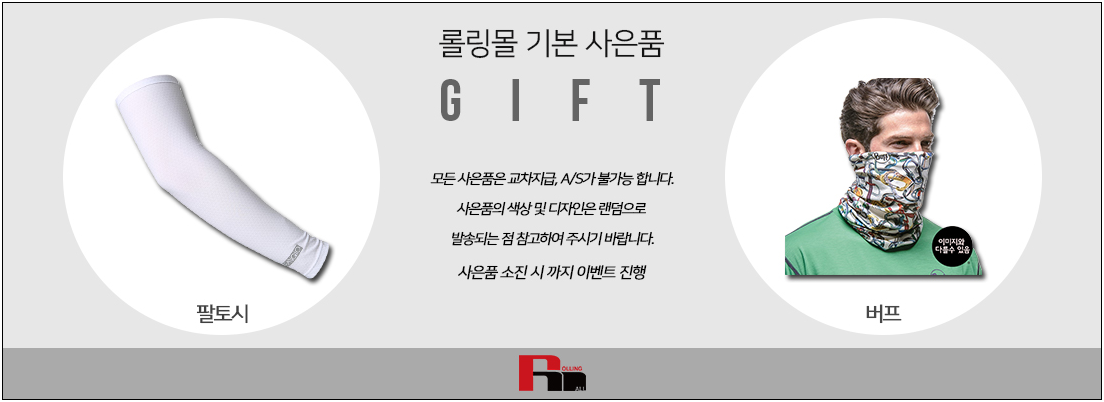 롤링몰 기본 사은품
GIFT
모든 사은품은 교차지급, A/S가 불가능 합니다.
사은품의 색상 및 디자인은 랜덤으로
발송되는 점 참고하여 주시기 바랍니다.
사은품 소진 시 까지 이벤트 진행
이미지와
다를수 있음
팔토시
버프
OLLING
ALL